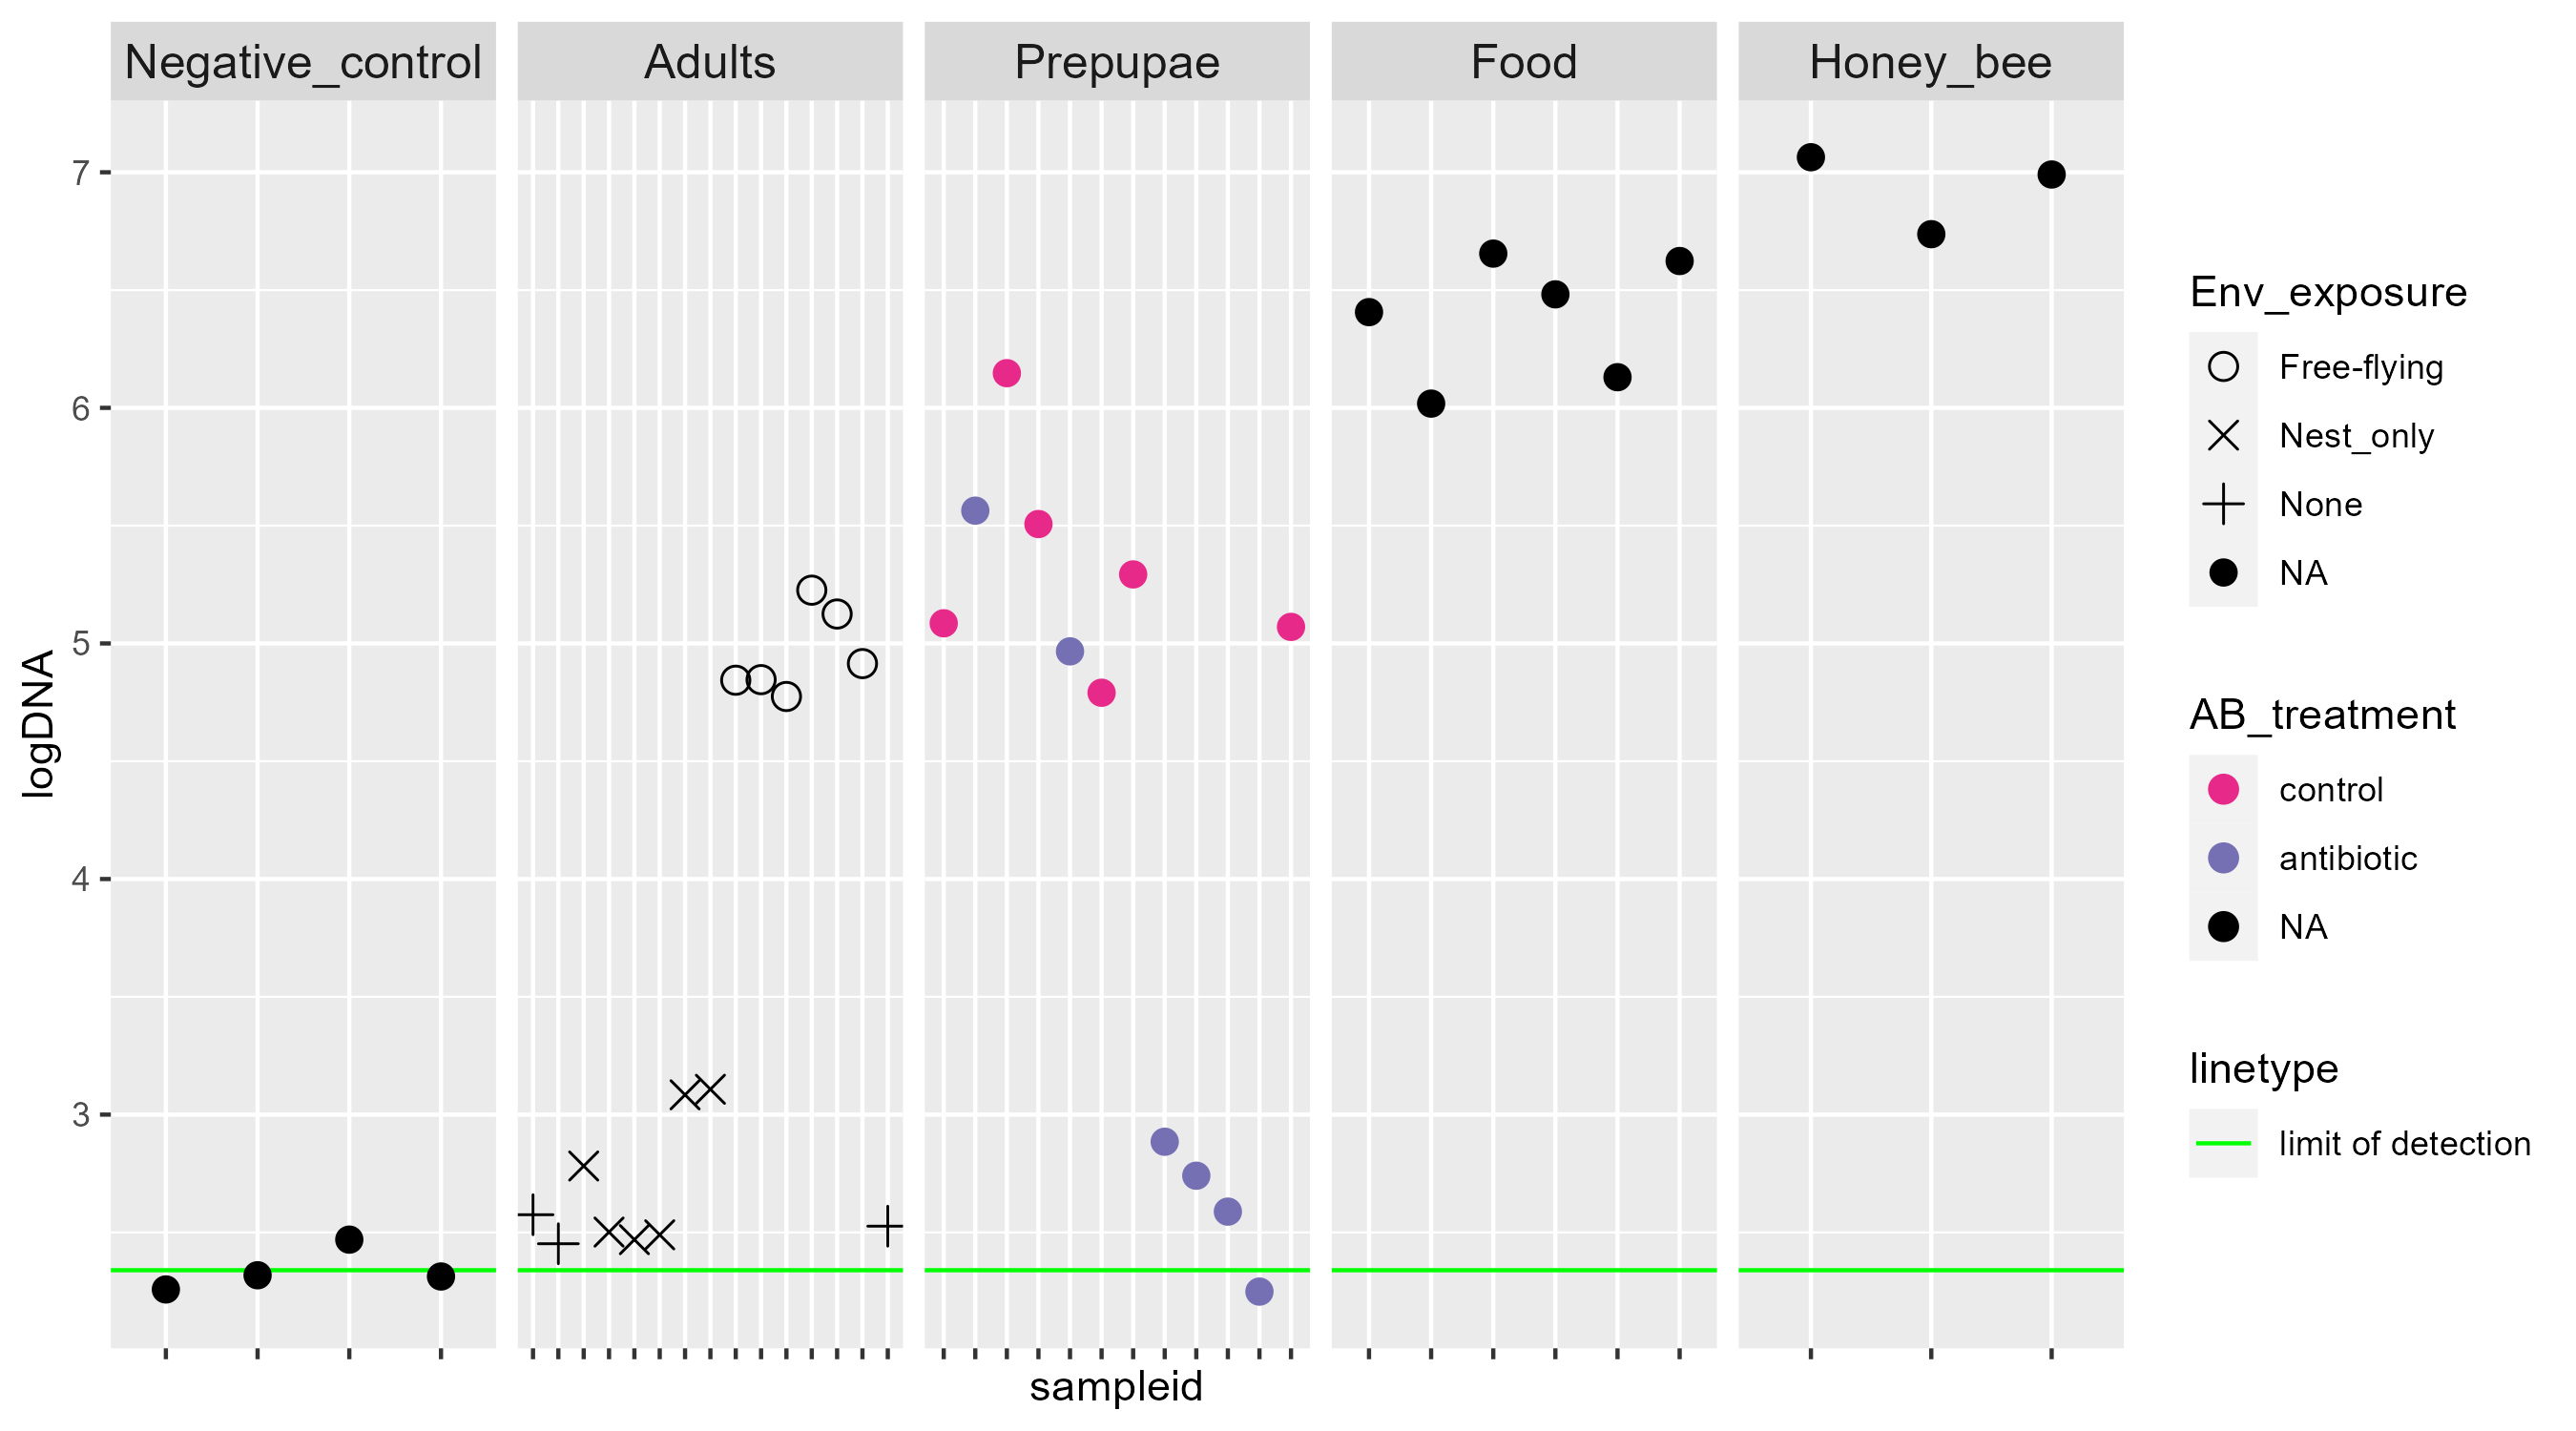 Negative_control
Adults
Prepupae
Food
Honey_bee
7
6
5
4
3
logDNA
sampleid
Env_exposure
Free-flying
Nest_only
None
NA
AB_treatment
control
antibiotic
NA
linetype
limit of detection